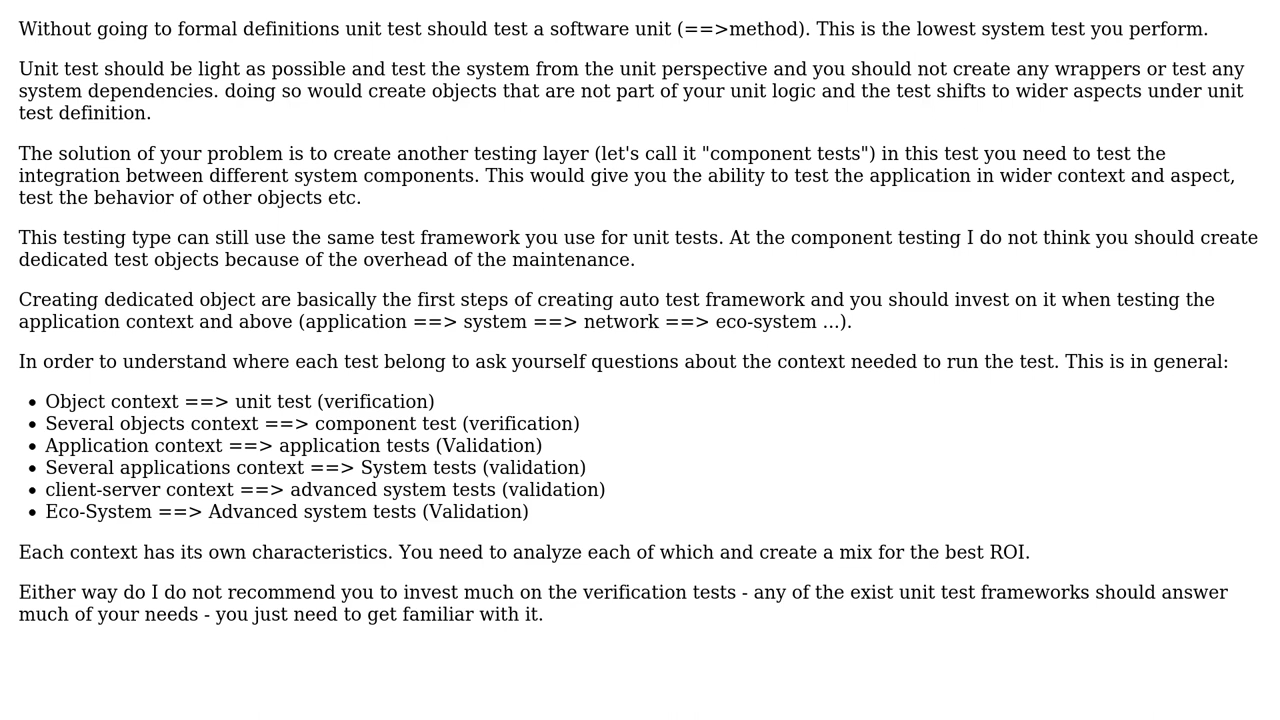 Without going to formal definitions unit test should test a software unit (==>method). This is the lowest system test you perform.
Unit test should be light as possible and test the system from the unit perspective and you should not create any wrappers or test any
system dependencies. doing so would create objects that are not part of your unit logic and the test shifts to wider aspects under unit
test definition.
The solution of your problem is to create another testing layer (let's call it "component tests") in this test you need to test the
integration between different system components. This would give you the ability to test the application in wider context and aspect,
test the behavior of other objects etc.
This testing type can still use the same test framework you use for unit tests. At the component testing I do not think you should create
dedicated test objects because of the overhead of the maintenance.
Creating dedicated object are basically the first steps of creating auto test framework and you should invest on it when testing the
application context and above (application ==> system ==> network ==> eco-system ...).
In order to understand where each test belong to ask yourself questions about the context needed to run the test. This is in general:
• Object context ==> unit test (verification)
• Several objects context ==> component test (verification)
• Application context ==> application tests (Validation)
• Several applications context ==> System tests (validation)
• client-server context ==> advanced system tests (validation)
• Eco-System ==> Advanced system tests (Validation)
Each context has its own characteristics. You need to analyze each of which and create a mix for the best ROI.
Either way do I do not recommend you to invest much on the verification tests - any of the exist unit test frameworks should answer
much of your needs - you just need to get familiar with it.